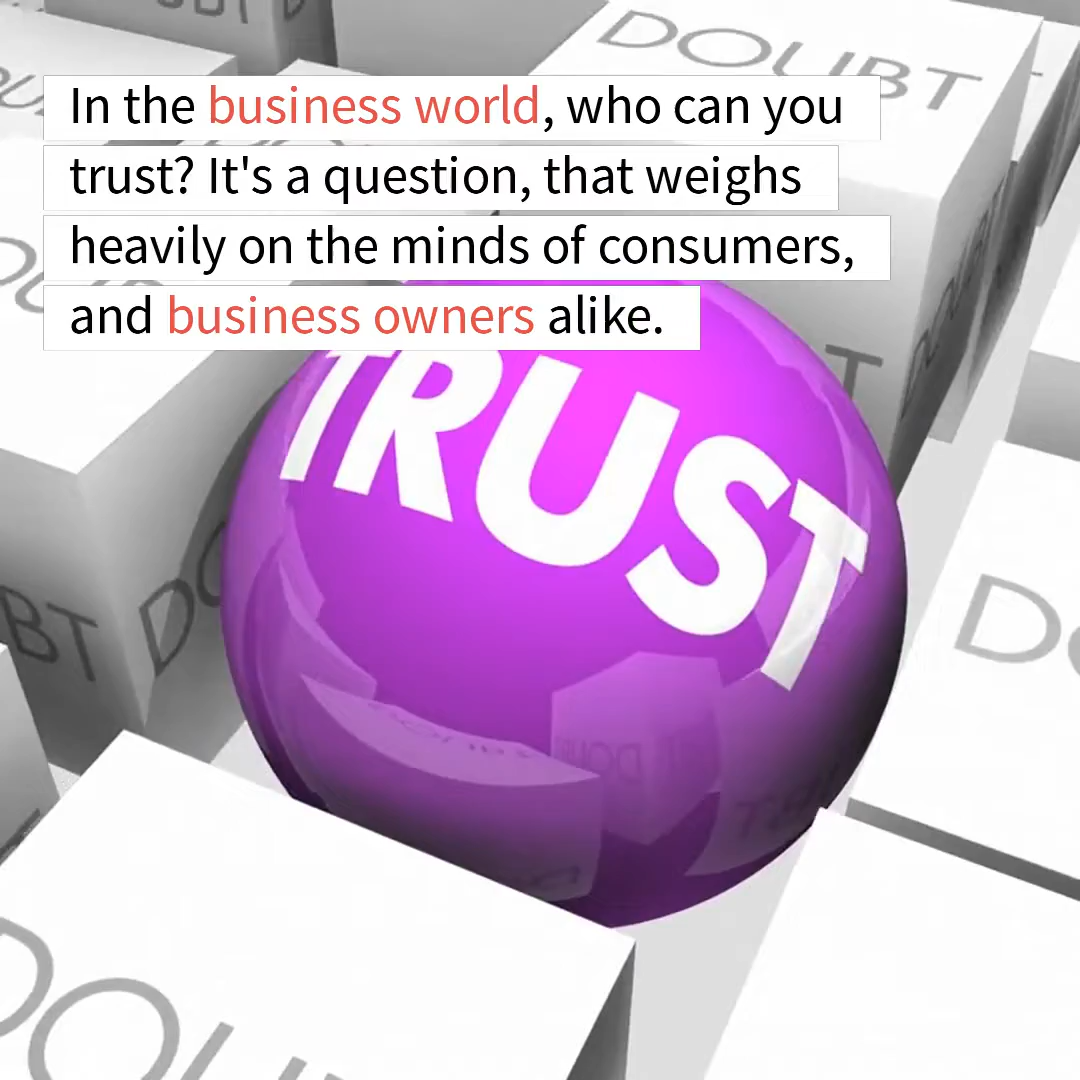 DOUBT
In the business world, who can you
trust? It's a question, that weighs
heavily on the minds of consumers,
and business owners alike.
TRUST